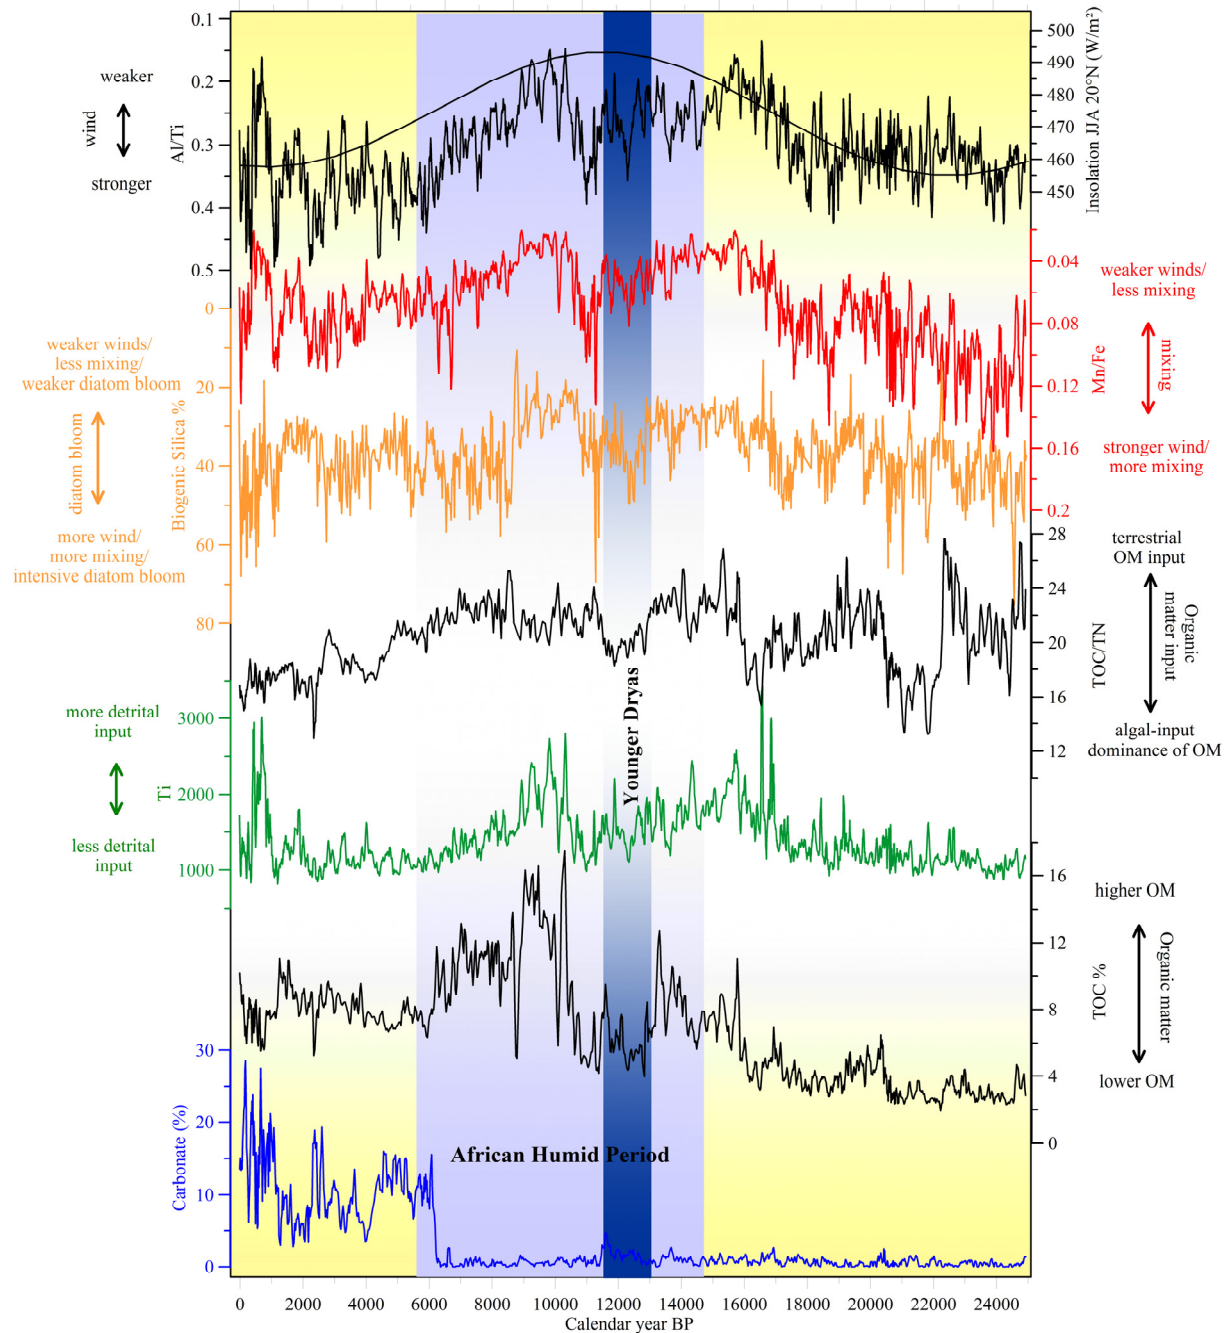 0.1
0.2
0.3
0.4
0.5
Al/Ti
weaker
wind
stronger
500
490
480
470
460
450
Insolation JJA 20°N (W/m²)
0.04
0.08
0.12
0.16
0.2
Mn/Fe
weaker winds/
less mixing
mixing
stronger wind/
more mixing
0
20
40
60
80
Biogenic Silica %
weaker winds/
less mixing/
weaker diatom bloom
diatom bloom
more wind/
more mixing/
intensive diatom bloom
28
24
20
16
12
TOC/TN
terrestrial
OM input
Organic
matter input
algal-input
dominance of OM
3000
2000
1000
Ti
more detrital
input
less detrital
input
Younger Dryas
16
12
8
4
0
TOC %
higher OM
Organic matter
lower OM
30
20
10
0
Carbonate (%)
African Humid Period
0 2000 4000 6000 8000 10000 12000 14000 16000 18000 20000 22000 24000
Calendar year BP